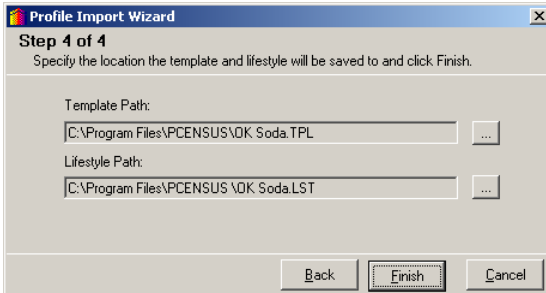 Profile Import Wizard
Step 4 of 4
Specify the location the template and lifestyle will be saved to and click Finish.
Template Path:
C:\Program Files\PCENSUS\OK Soda.TPL
...
Lifestyle Path:
C:\Program Files\PCENSUS \OK Soda.LST
...
Back Finish Cancel